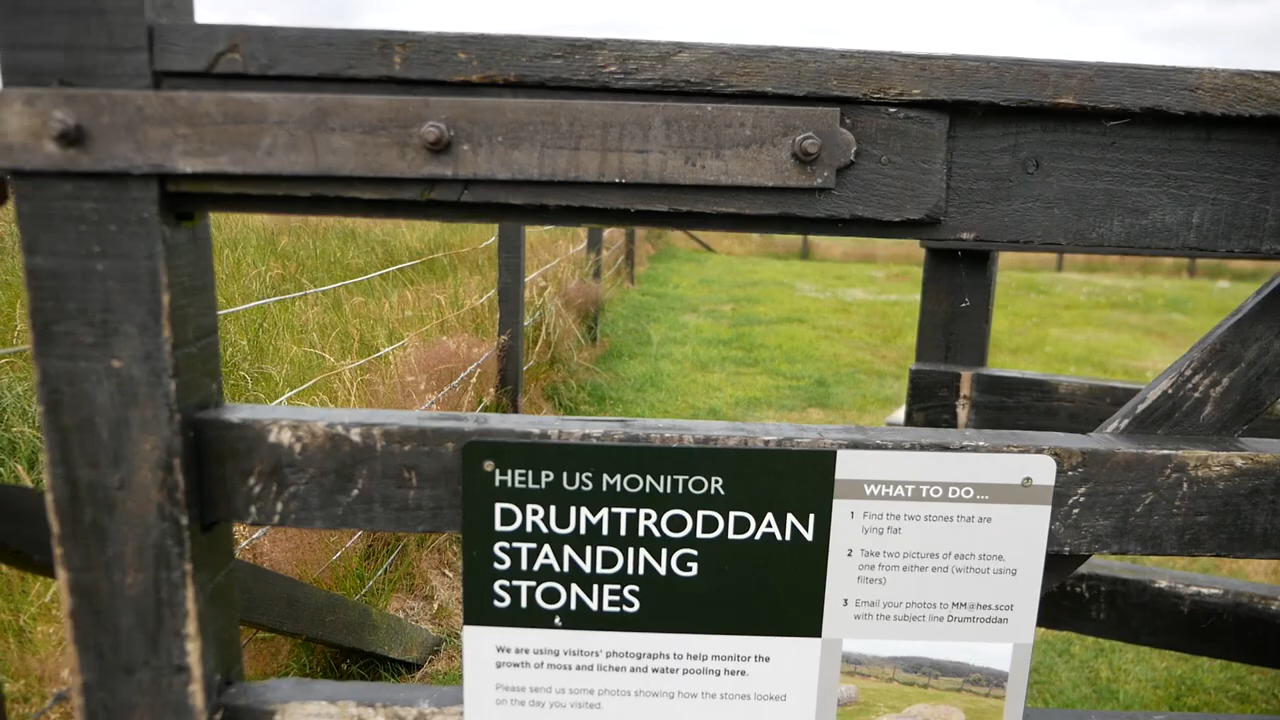 HELP US MONITOR
DRUMTRODDAN
STANDING
STONES
We are using visitors' photographs to help monitor the
growth of moss and lichen and water pooling here.
Please send us some photos showing how the stones looked
on the day you visited.
WHAT TO DO...
1 Find the two stones that are
lying flat
2 Take two pictures of each stone,
one from either end (without using
filters)
3 Email your photos to MM@hes.scot
with the subject line Drumtroddan